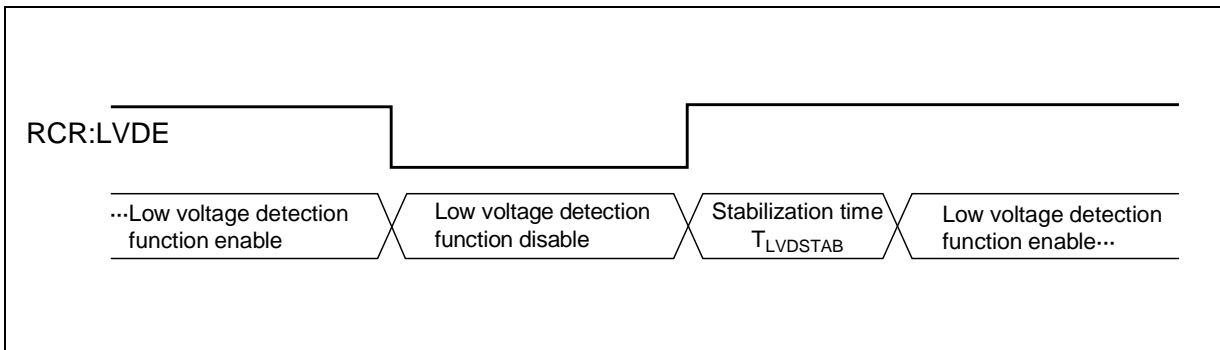 RCR:LVDE
···Low voltage detection
function enable
Low voltage detection
function disable
Stabilization time
TLVDSTAB
Low voltage detection
function enable···